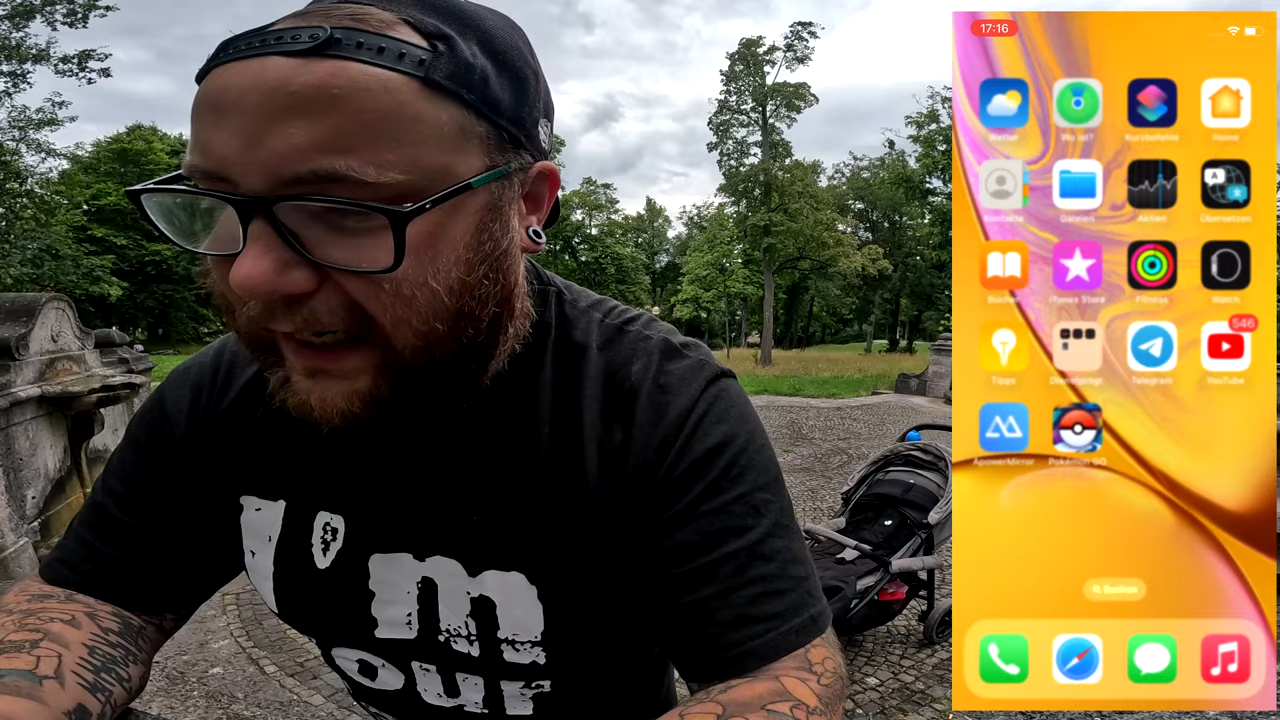 I'm
our
17:16
Wetter
Wo ist?
Kurzbefehle
Home
Kontakte
Dateien
Aktien
Übersetzen
Bücher
iTunes Store
Fitness
Watch
546
Tipps
Dienstprogr.
Telegram
YouTube
ApowerMirror
Pokémon GO
Suchen